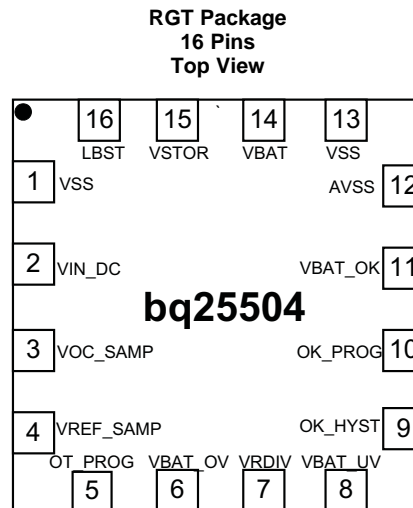 RGT Package
16 Pins
Top View
16 15 14 13
LBST VSTOR VBAT VSS
1 VSS
AVSS 12
2 VIN_DC
VBAT_OK 11
bq25504
3 VOC_SAMP
OK_PROG 10
4 VREF_SAMP
OK_HYST 9
OT_PROG VBAT_OV VRDIV VBAT_UV
5 6 7 8